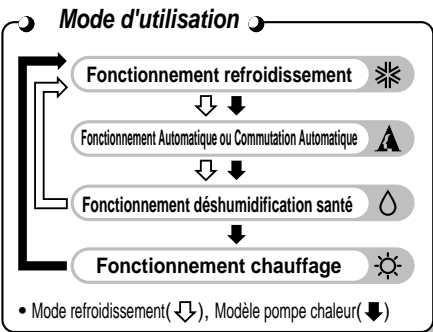 Mode d'utilisation
Fonctionnement refroidissement
Fonctionnement Automatique ou Commutation Automatique
Fonctionnement déshumidification santé
Fonctionnement chauffage
• Mode refroidissement(⇩), Modèle pompe chaleur(⬇)